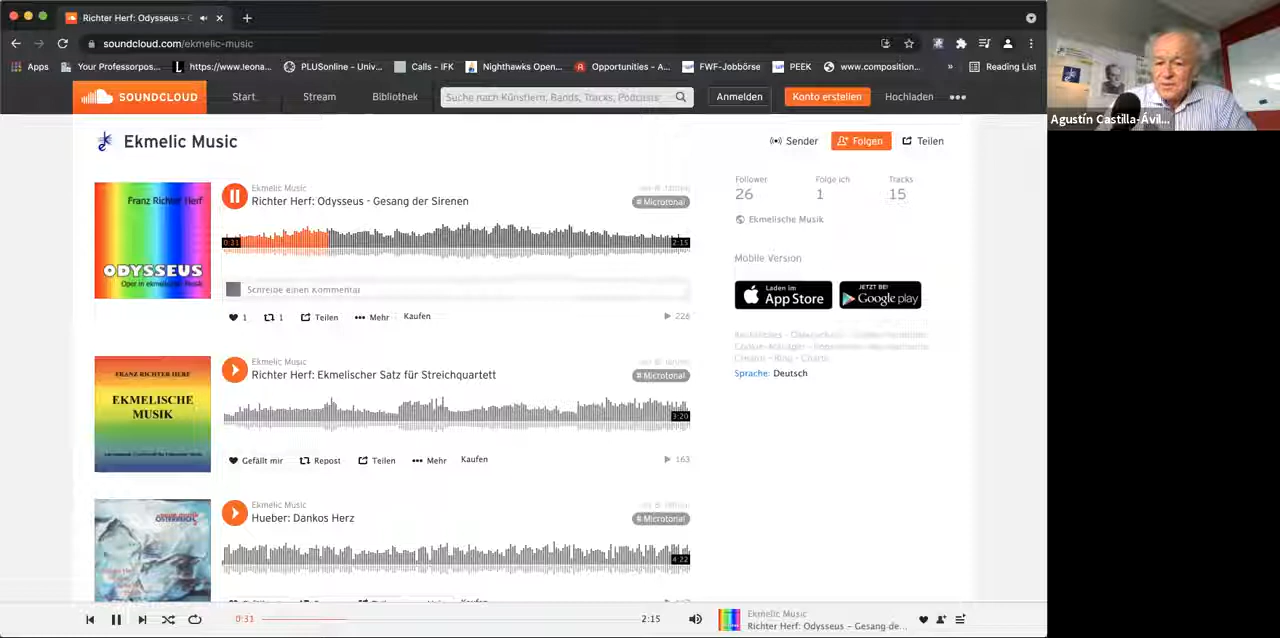 Richter Herf: Odysseus - G
soundcloud.com/ekmelic-music
Apps
Your Professorpos...
https://www.leona...
PLUSonline - Univ...
Calls - IFK
Nighthawks Open...
Opportunities - A...
FWF-Jobbörse
PEEK
www.composition...
»
Reading List
SOUNDCLOUD
Start
Stream
Bibliothek
Suche nach Künstlern, Bands, Tracks, Podcasts
Anmelden
Konto erstellen
Hochladen
Agustín Castilla-Ávil...
Ekmelic Music
Sender
Folgen
Teilen
Franz Richter Herf
ODYSSEUS
Oper in ekmelischer Musik
Ekmelic Music
Richter Herf: Odysseus - Gesang der Sirenen
# Microtonal
0:31
2:15
Schreibe einen Kommentar
1
1
Teilen
Mehr
Kaufen
226
Follower
26
Folge ich
1
Tracks
15
Ekmelische Musik
Mobile Version
Laden im
App Store
JETZT BEI
Google play
Sprache: Deutsch
FRANZ RICHTER HERF
EKMELISCHE
MUSIK
Ekmelic Music
Richter Herf: Ekmelischer Satz für Streichquartett
# Microtonal
3:20
Gefällt mir
Repost
Teilen
Mehr
Kaufen
163
Ekmelic Music
Hueber: Dankos Herz
# Microtonal
4:22
0:31
2:15
Ekmelic Music
Richter Herf: Odysseus – Gesang de...